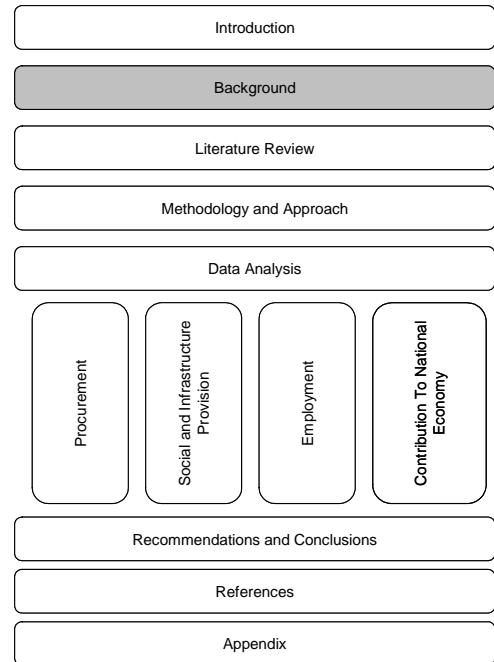 Introduction
Background
Literature Review
Methodology and Approach
Data Analysis
Procurement
Social and Infrastructure
Provision
Employment
Contribution To National
Economy
Recommendations and Conclusions
References
Appendix